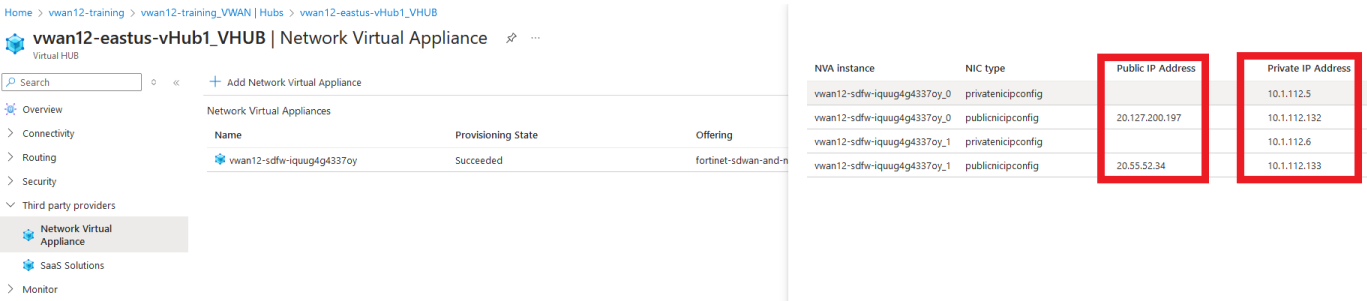 Home > vwan12-training > vwan12-training_VWAN | Hubs > vwan12-eastus-vHub1_VHUB >
vwan12-eastus-vHub1_VHUB | Network Virtual Appliance
Virtual HUB
Search
Overview
Connectivity
Routing
Security
Third party providers
Network Virtual
Appliance
SaaS Solutions
Monitor
Add Network Virtual Appliance
Network Virtual Appliances
Name Provisioning State Offering
vwan12-sdfw-iquug4g4337oy Succeeded fortinet-sdwan-and-n
NVA instance NIC type Public IP Address Private IP Address
vwan12-sdfw-iquug4g4337oy_0 privatenicipconfig 10.1.112.5
vwan12-sdfw-iquug4g4337oy_0 publicnicipconfig 20.127.200.197 10.1.112.132
vwan12-sdfw-iquug4g4337oy_1 privatenicipconfig 10.1.112.6
vwan12-sdfw-iquug4g4337oy_1 publicnicipconfig 20.55.52.34 10.1.112.133